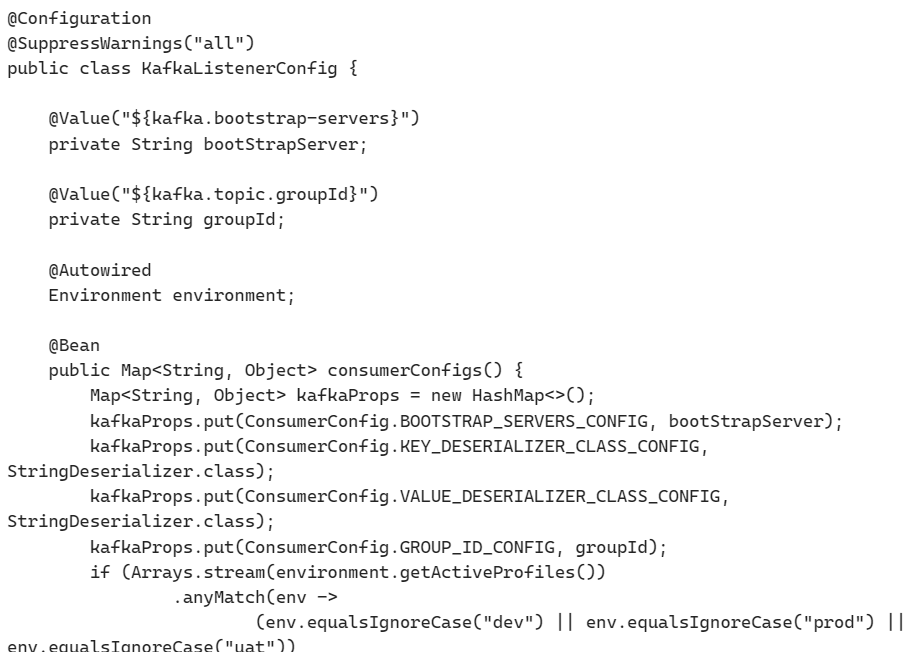 @Configuration
@SuppressWarnings("all")
public class KafkaListenerConfig {

    @Value("${kafka.bootstrap-servers}")
    private String bootStrapServer;

    @Value("${kafka.topic.groupId}")
    private String groupId;

    @Autowired
    Environment environment;

    @Bean
    public Map<String, Object> consumerConfigs() {
        Map<String, Object> kafkaProps = new HashMap<>();
        kafkaProps.put(ConsumerConfig.BOOTSTRAP_SERVERS_CONFIG, bootStrapServer);
        kafkaProps.put(ConsumerConfig.KEY_DESERIALIZER_CLASS_CONFIG,
StringDeserializer.class);
        kafkaProps.put(ConsumerConfig.VALUE_DESERIALIZER_CLASS_CONFIG,
StringDeserializer.class);
        kafkaProps.put(ConsumerConfig.GROUP_ID_CONFIG, groupId);
        if (Arrays.stream(environment.getActiveProfiles())
                .anyMatch(env ->
                        (env.equalsIgnoreCase("dev") || env.equalsIgnoreCase("prod") ||
env.equalsIgnoreCase("uat"))